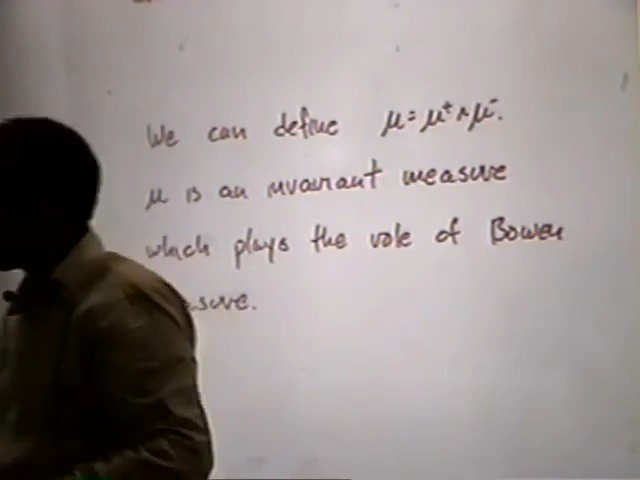 We can define μ = μ⁺ ∧ μ⁻.
μ is an invariant measure
which plays the role of Bowen
sure.